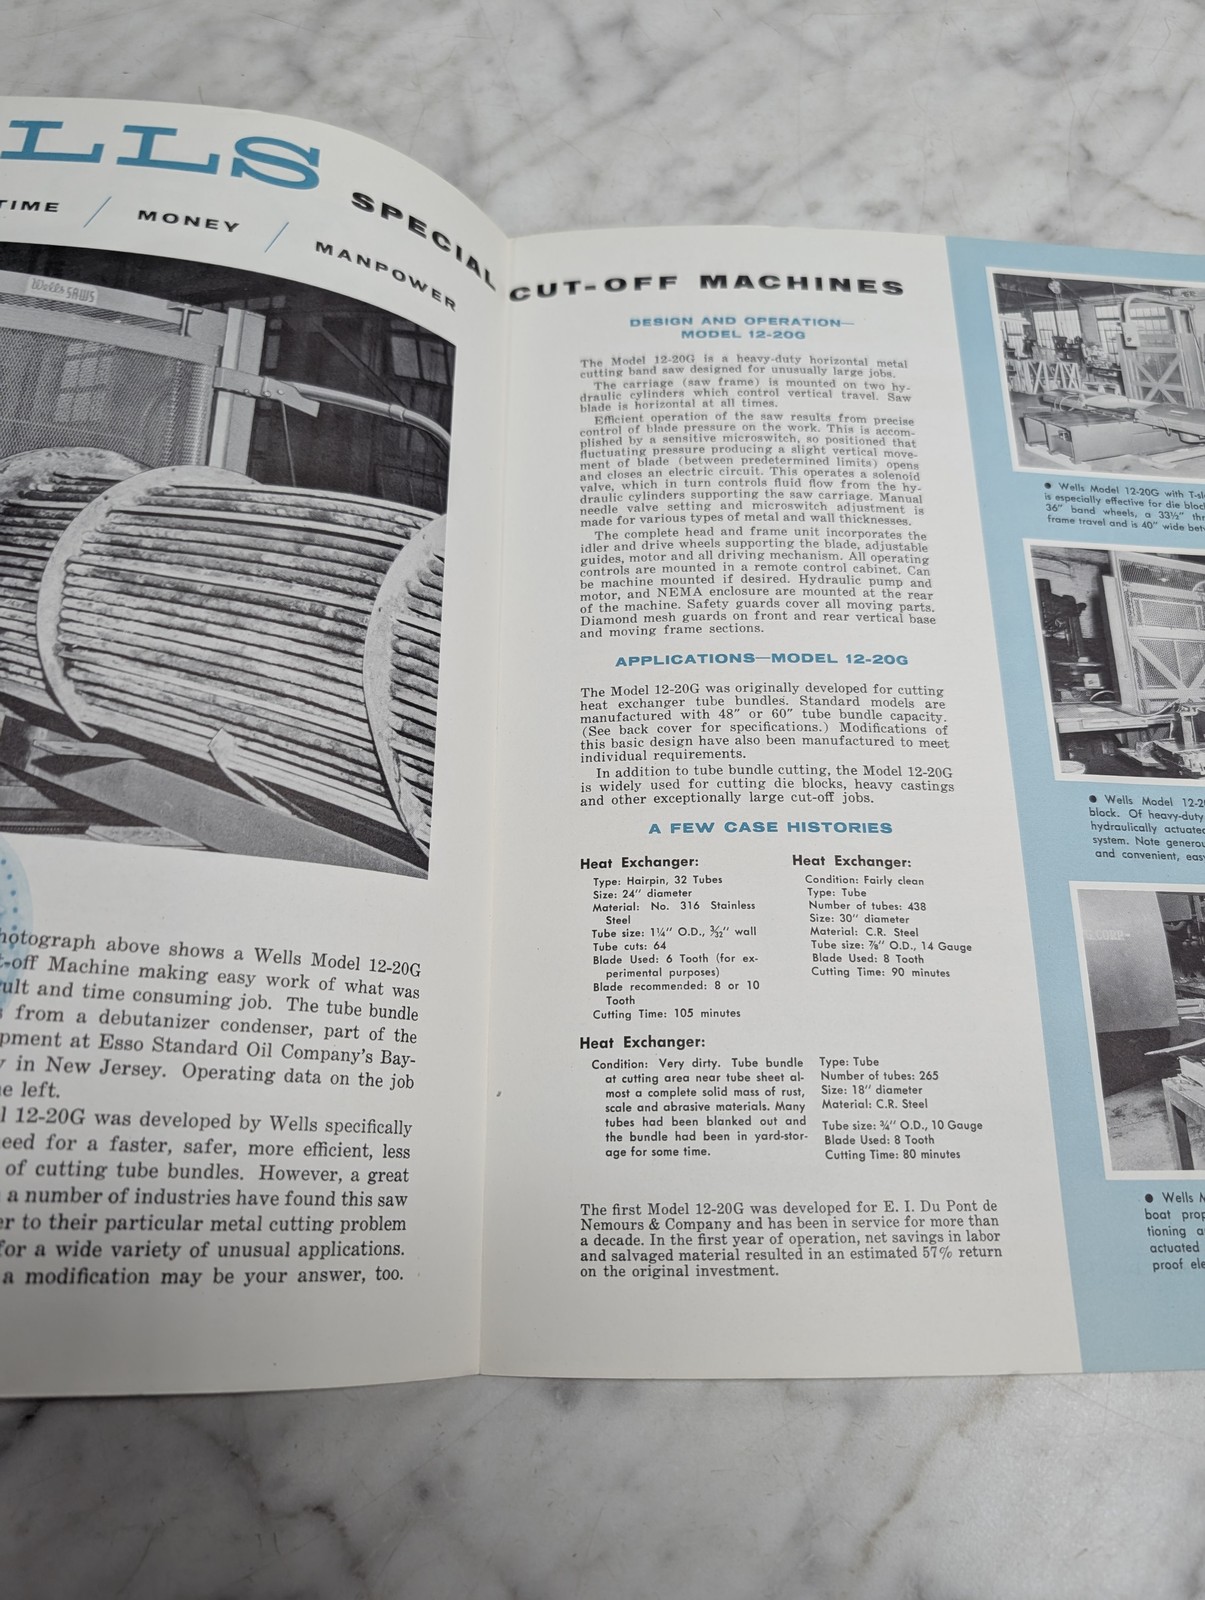 LLS
SPECIAL CUT-OFF MACHINES
TIME / MONEY / MANPOWER
Wells SAWS
photograph above shows a Wells Model 12-20G
-off Machine making easy work of what was
and time consuming job. The tube bundle
from a debutanizer condenser, part of the
at Esso Standard Oil Company's Bay-
in New Jersey. Operating data on the job
left.
12-20G was developed by Wells specifically
for a faster, safer, more efficient, less
of cutting tube bundles. However, a great
a number of industries have found this saw
to their particular metal cutting problem
for a wide variety of unusual applications.
a modification may be your answer, too.
DESIGN AND OPERATION—
MODEL 12-20G
The Model 12-20G is a heavy-duty horizontal metal
cutting band saw designed for unusually large jobs.
The carriage (saw frame) is mounted on two hy-
draulic cylinders which control vertical travel. Saw
blade is horizontal at all times.
Efficient operation of the saw results from precise
control of blade pressure on the work. This is accom-
plished by a sensitive microswitch, so positioned that
fluctuating pressure producing a slight vertical move-
ment of blade (between predetermined limits) opens
and closes an electric circuit. This operates a solenoid
valve, which in turn controls fluid flow from the hy-
draulic cylinders supporting the saw carriage. Manual
needle valve setting and microswitch adjustment is
made for various types of metal and wall thicknesses.
The complete head and frame unit incorporates the
idler and drive wheels supporting the blade, adjustable
guides, motor and all driving mechanism. All operating
controls are mounted in a remote control cabinet. Can
be machine mounted if desired. Hydraulic pump and
motor, and NEMA enclosure are mounted at the rear
of the machine. Safety guards cover all moving parts.
Diamond mesh guards on front and rear vertical base
and moving frame sections.
APPLICATIONS—MODEL 12-20G
The Model 12-20G was originally developed for cutting
heat exchanger tube bundles. Standard models are
manufactured with 48″ or 60″ tube bundle capacity.
(See back cover for specifications.) Modifications of
this basic design have also been manufactured to meet
individual requirements.
In addition to tube bundle cutting, the Model 12-20G
is widely used for cutting die blocks, heavy castings
and other exceptionally large cut-off jobs.
A FEW CASE HISTORIES
Heat Exchanger:
Type: Hairpin, 32 Tubes
Size: 24″ diameter
Material: No. 316 Stainless
Steel
Tube size: 1¼″ O.D., 3⁄32″ wall
Tube cuts: 64
Blade Used: 6 Tooth (for ex-
perimental purposes)
Blade recommended: 8 or 10
Tooth
Cutting Time: 105 minutes
Heat Exchanger:
Condition: Fairly clean
Type: Tube
Number of tubes: 438
Size: 30″ diameter
Material: C.R. Steel
Tube size: ⅞″ O.D., 14 Gauge
Blade Used: 8 Tooth
Cutting Time: 90 minutes
Heat Exchanger:
Condition: Very dirty. Tube bundle
at cutting area near tube sheet al-
most a complete solid mass of rust,
scale and abrasive materials. Many
tubes had been blanked out and
the bundle had been in yard-stor-
age for some time.
Type: Tube
Number of tubes: 265
Size: 18″ diameter
Material: C.R. Steel
Tube size: ¾″ O.D., 10 Gauge
Blade Used: 8 Tooth
Cutting Time: 80 minutes
The first Model 12-20G was developed for E. I. Du Pont de
Nemours & Company and has been in service for more than
a decade. In the first year of operation, net savings in labor
and salvaged material resulted in an estimated 57% return
on the original investment.
● Wells Model 12-20G with T-sl
is especially effective for die bloc
36″ band wheels, a 33½″ thr
frame travel and is 40″ wide betw
● Wells Model 12-2
block. Of heavy-duty
hydraulically actuate
system. Note genero
and convenient, eas
CORP-
● Wells M
boat prop
tioning a
actuated
proof ele